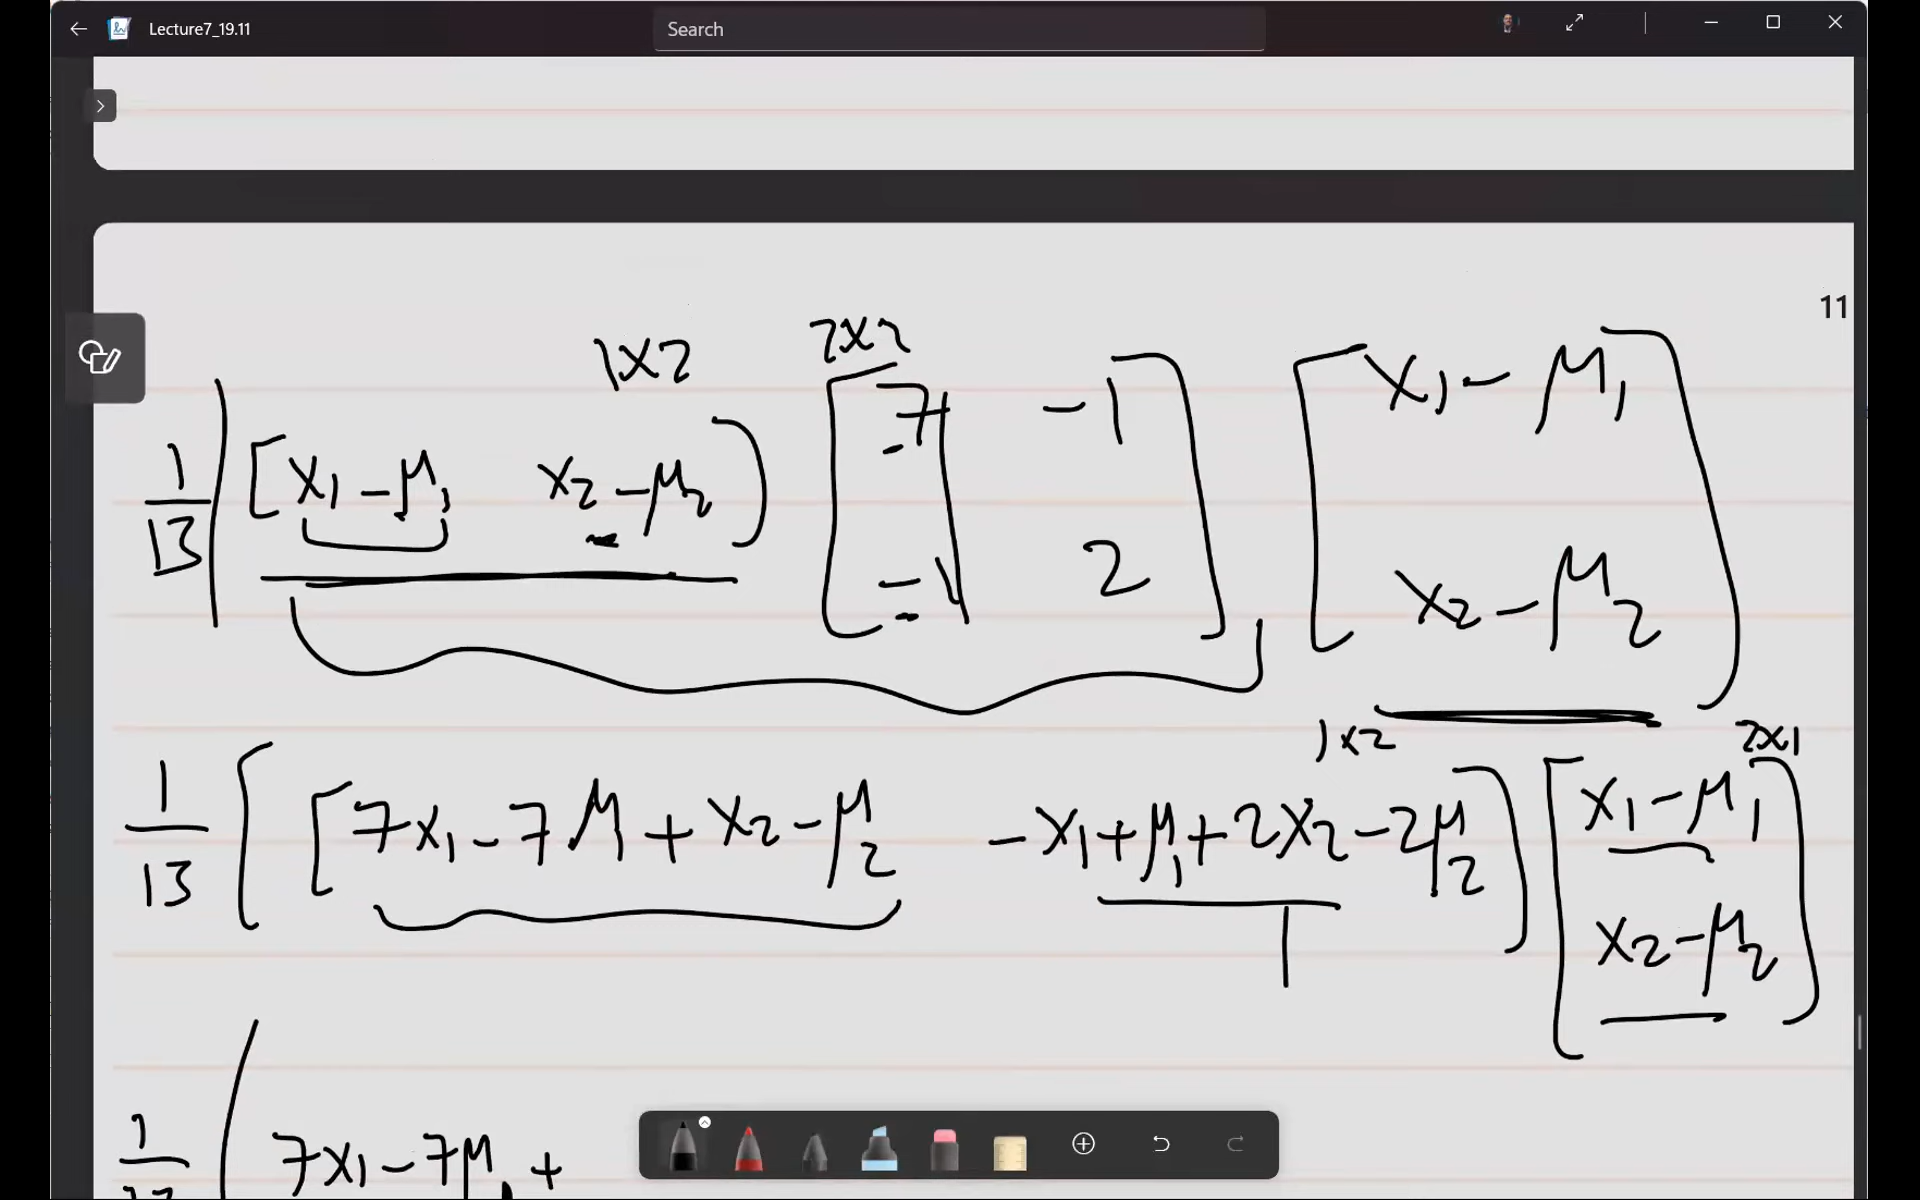 Lecture7_19.11
Search
11
1x2 2x2
1/13 [x1 - μ1 x2 - μ2] [7 -1
-1 2] [x1 - μ1
x2 - μ2]
1x2 2x1
1/13 [[7x1 - 7μ + x2 - μ2 -x1 + μ1 + 2x2 - 2μ2] [x1 - μ1
x2 - μ2]
1/13 ( 7x1 - 7μ1 +